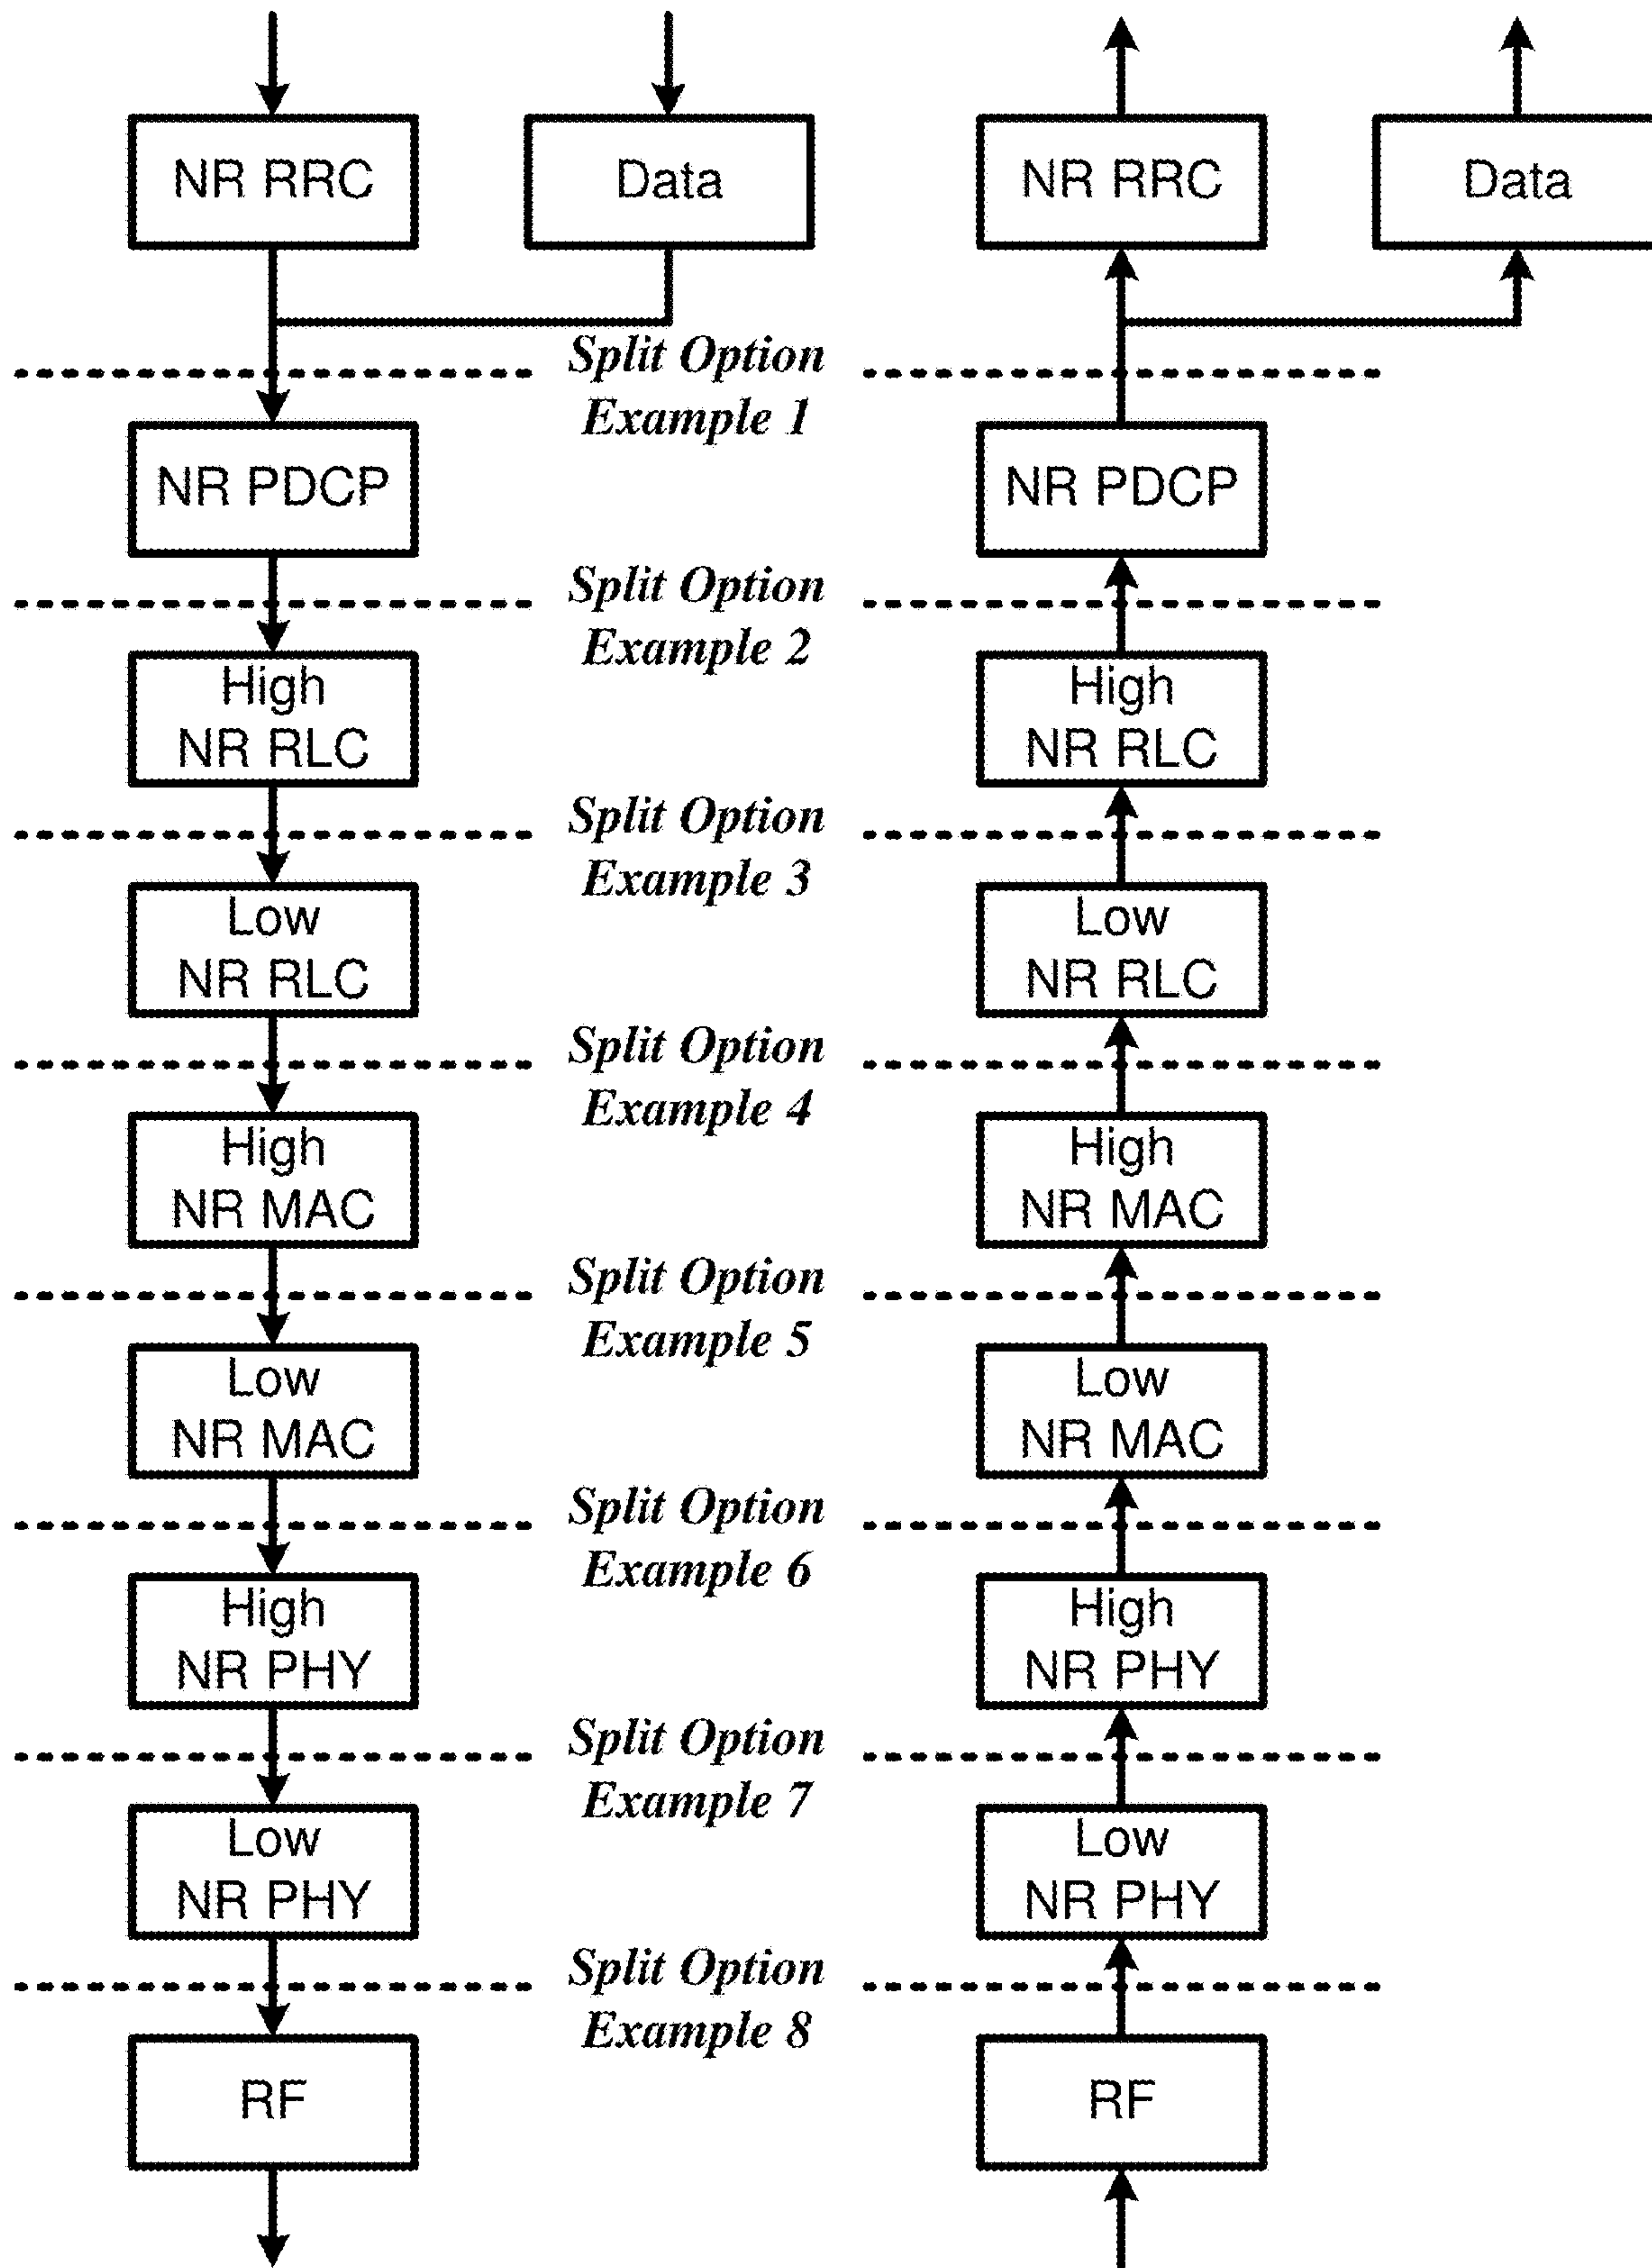 NR RRC
Data
NR RRC
Data
Split Option
Example 1
NR PDCP
NR PDCP
Split Option
Example 2
High
NR RLC
High
NR RLC
Split Option
Example 3
Low
NR RLC
Low
NR RLC
Split Option
Example 4
High
NR MAC
High
NR MAC
Split Option
Example 5
Low
NR MAC
Low
NR MAC
Split Option
Example 6
High
NR PHY
High
NR PHY
Split Option
Example 7
Low
NR PHY
Low
NR PHY
Split Option
Example 8
RF
RF